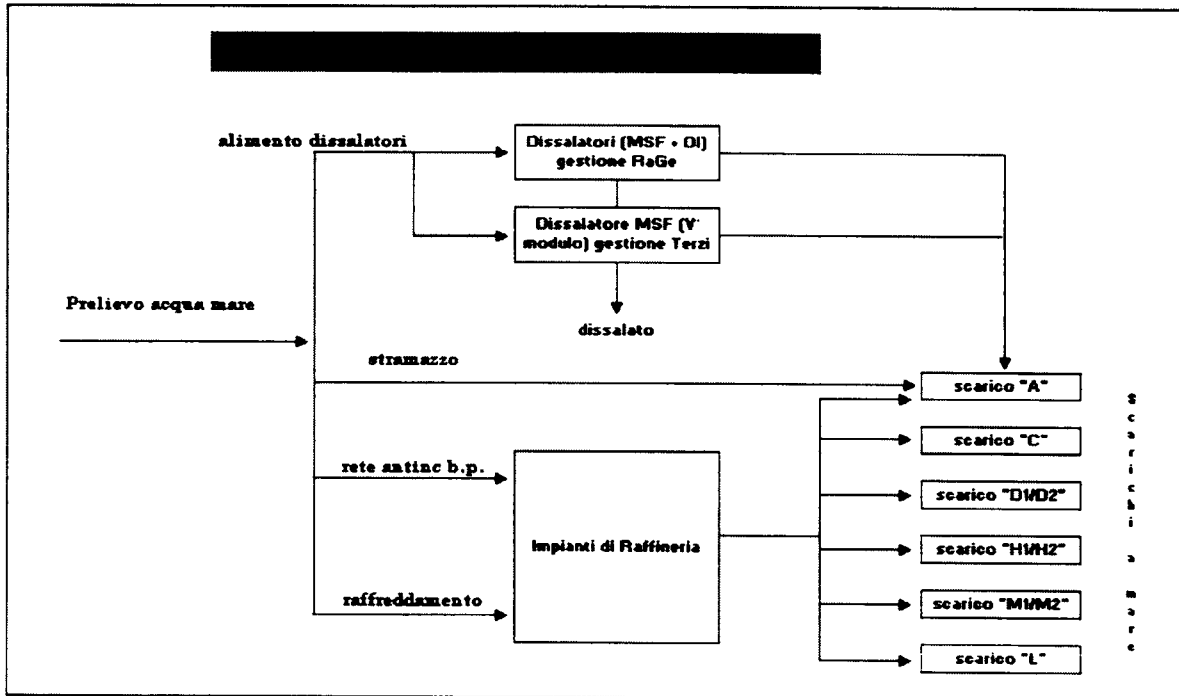 alimento dissalatori
Dissalatori (MSF + OI)
gestione RaGe
Dissalatore MSF (V°
modulo) gestione Terzi
Prelievo acqua mare
dissalato
stramazzo
scarico "A"
scarico "C"
rete antinc b.p.
scarico "D1/D2"
Impianti di Raffineria
scarico "H1/H2"
raffreddamento
scarico "M1/M2"
scarico "L"
Scarichi a mare